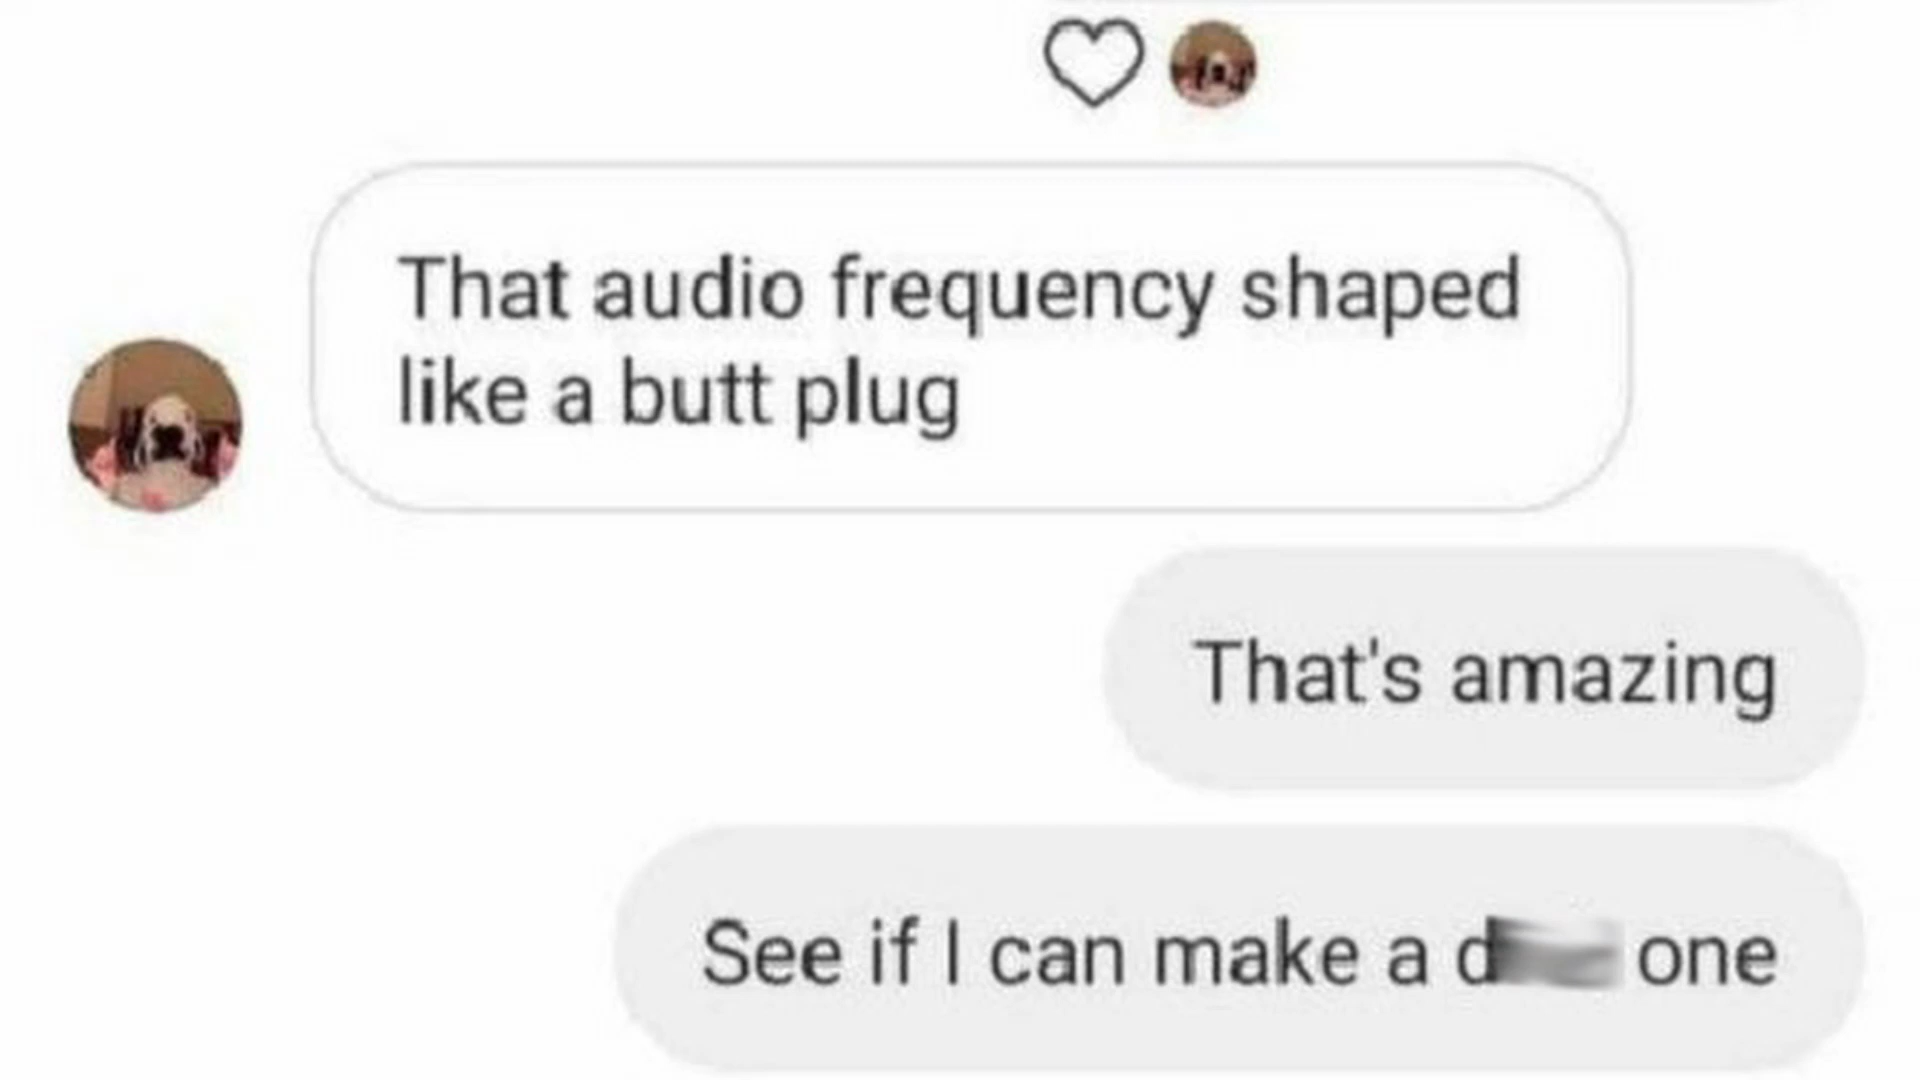 That audio frequency shaped
like a butt plug
That's amazing
See if I can make a d one